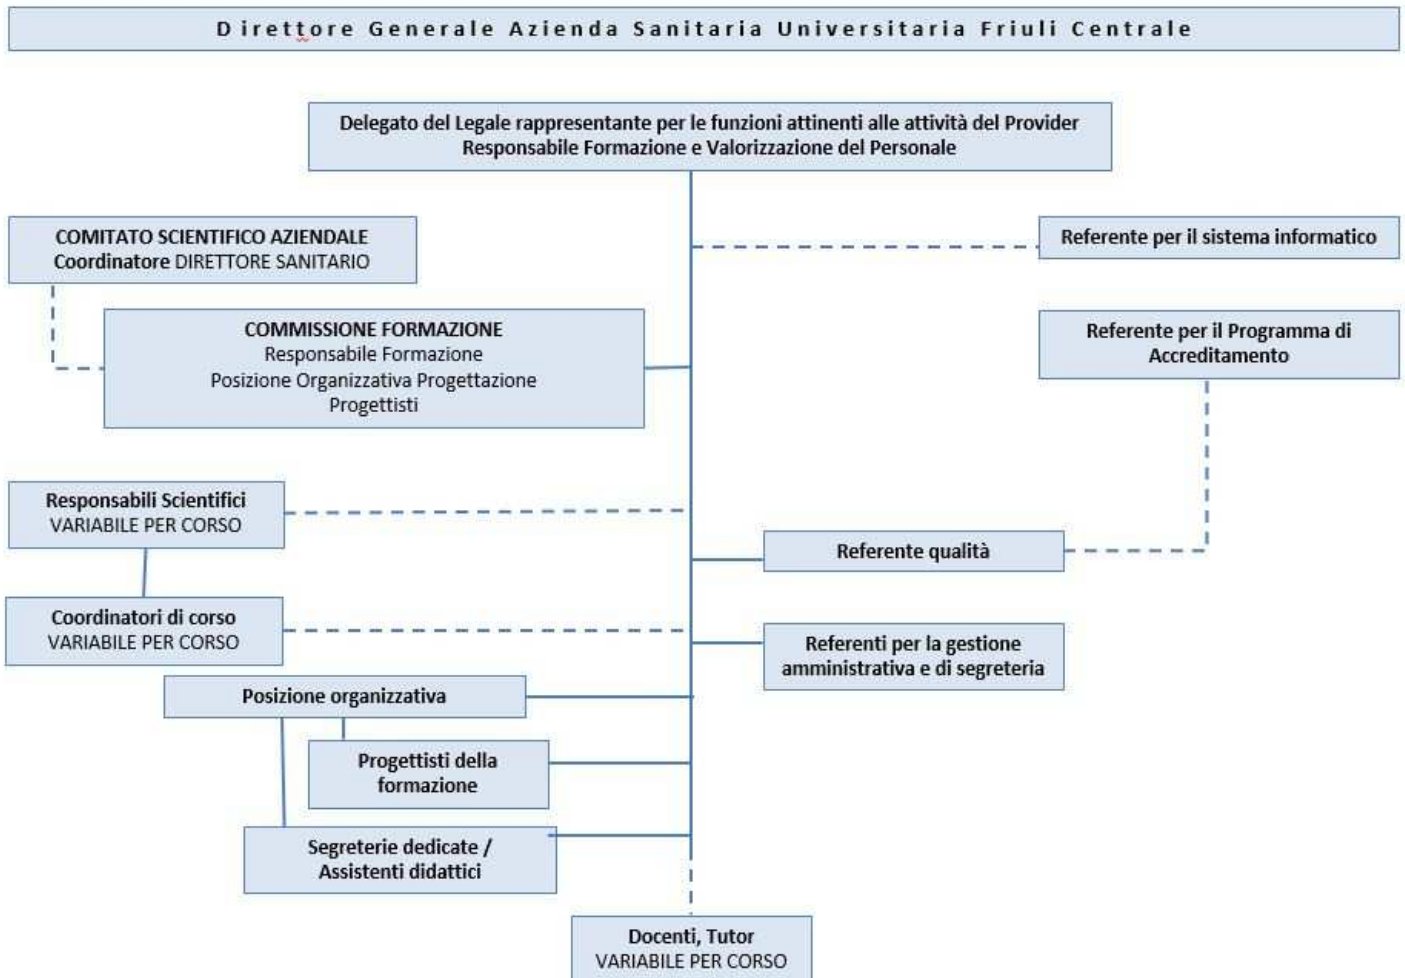 Direttore Generale Azienda Sanitaria Universitaria Friuli Centrale
Delegato del Legale rappresentante per le funzioni attinenti alle attività del Provider
Responsabile Formazione e Valorizzazione del Personale
COMITATO SCIENTIFICO AZIENDALE
Coordinatore DIRETTORE SANITARIO
Referente per il sistema informatico
COMMISSIONE FORMAZIONE
Responsabile Formazione
Posizione Organizzativa Progettazione
Progettisti
Referente per il Programma di
Accreditamento
Responsabili Scientifici
VARIABILE PER CORSO
Referente qualità
Coordinatori di corso
VARIABILE PER CORSO
Referenti per la gestione
amministrativa e di segreteria
Posizione organizzativa
Progettisti della
formazione
Segreterie dedicate /
Assistenti didattici
Docenti, Tutor
VARIABILE PER CORSO